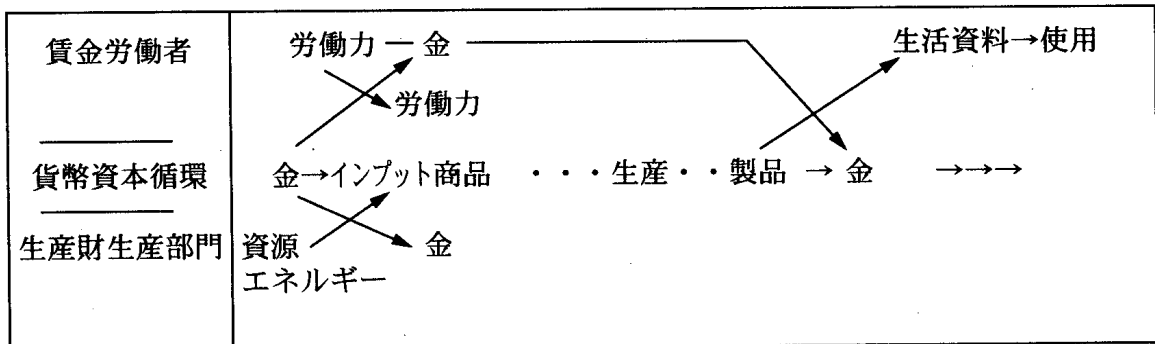 賃金労働者 労働力 ― 金 生活資料→使用
労働力
貨幣資本循環 金→インプット商品 ・・・生産・・製品 → 金 →→→
生産財生産部門 資源 金
エネルギー